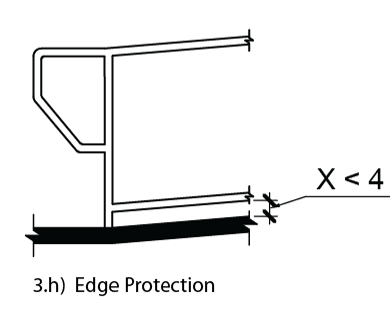 X < 4
3.h) Edge Protection